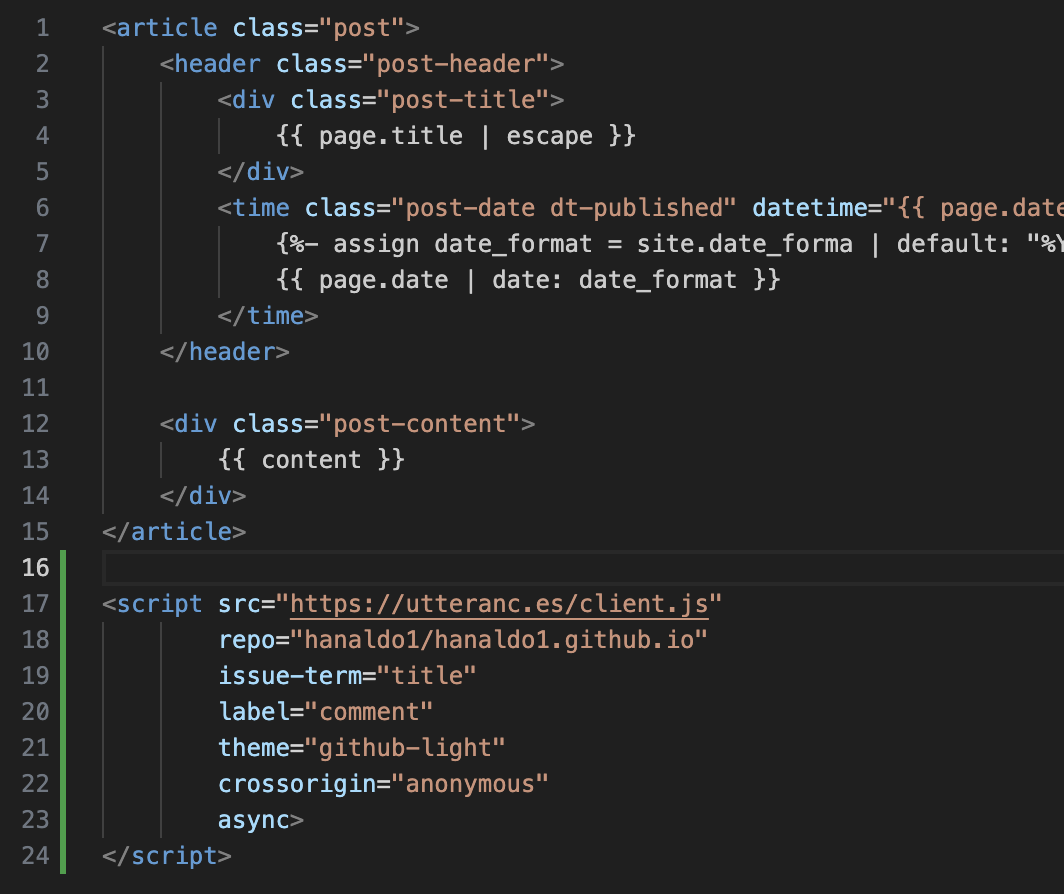 1 <article class="post">
2 <header class="post-header">
3 <div class="post-title">
4 {{ page.title | escape }}
5 </div>
6 <time class="post-date dt-published" datetime="{{ page.date
7 {%- assign date_format = site.date_forma | default: "%Y
8 {{ page.date | date: date_format }}
9 </time>
10 </header>
11
12 <div class="post-content">
13 {{ content }}
14 </div>
15 </article>
16
17 <script src="https://utteranc.es/client.js"
18 repo="hanaldo1/hanaldo1.github.io"
19 issue-term="title"
20 label="comment"
21 theme="github-light"
22 crossorigin="anonymous"
23 async>
24 </script>